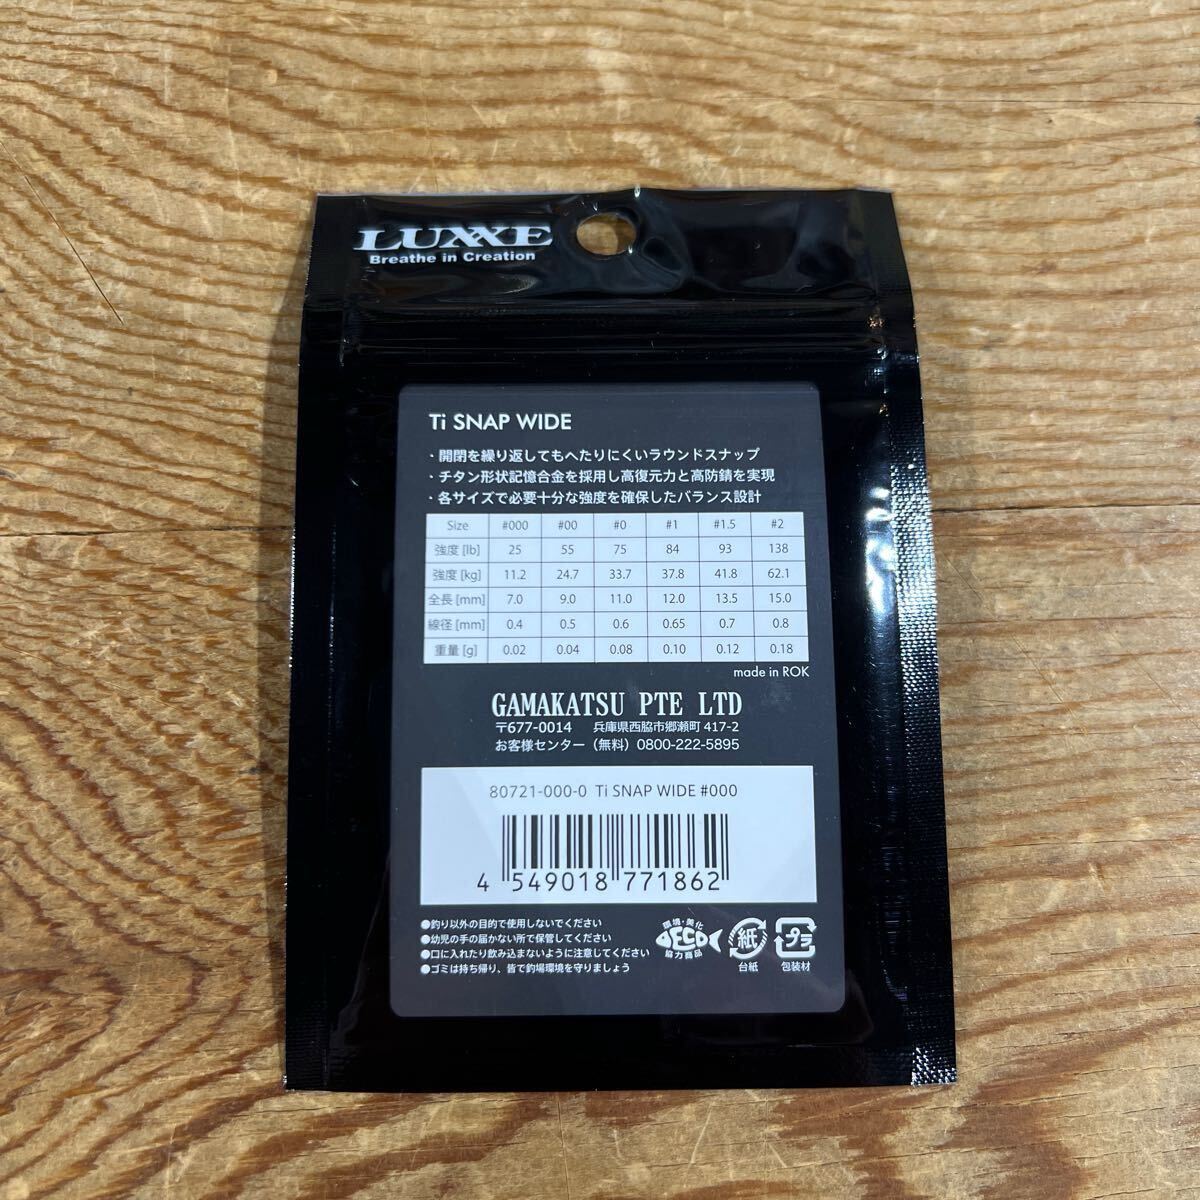 LUXXE
Breathe in Creation
Ti SNAP WIDE
・開閉を繰り返してもへたりにくいラウンドスナップ
・チタン形状記憶合金を採用し高復元力と高防錆を実現
・各サイズで必要十分な強度を確保したバランス設計
Size #000 #00 #0 #1 #1.5 #2
強度 [lb] 25 55 75 84 93 138
強度 [kg] 11.2 24.7 33.7 37.8 41.8 62.1
全長 [mm] 7.0 9.0 11.0 12.0 13.5 15.0
線径 [mm] 0.4 0.5 0.6 0.65 0.7 0.8
重量 [g] 0.02 0.04 0.08 0.10 0.12 0.18
made in ROK
GAMAKATSU PTE LTD
〒677-0014 兵庫県西脇市郷瀬町 417-2
お客様センター（無料）0800-222-5895
80721-000-0 Ti SNAP WIDE #000
4 549018 771862
●釣り以外の目的で使用しないでください
●幼児の手の届かない所で保管してください
●口に入れたり飲み込まないように注意してください
●ゴミは持ち帰り、皆で釣場環境を守りましょう
環境・美化
DECO
協力商品
紙
台紙
プラ
包装材